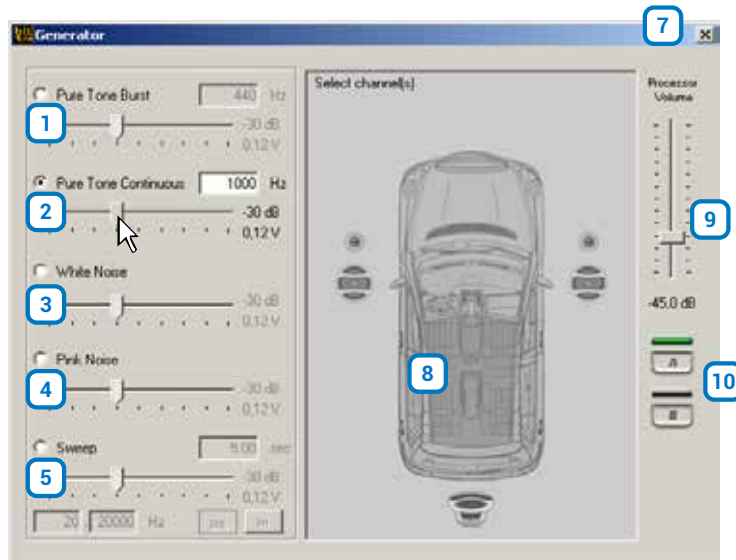 Generator
7
Pure Tone Burst 440 Hz
1
-30 dB
0,12 V
Pure Tone Continuous 1000 Hz
2
-30 dB
0,12 V
White Noise
3
-30 dB
0,12 V
Pink Noise
4
-30 dB
0,12 V
Sweep 5.00 sec
5
-30 dB
0,12 V
20 20000 Hz
Select channel(s)
8
Processor
Volume
9
-45.0 dB
A
10
B